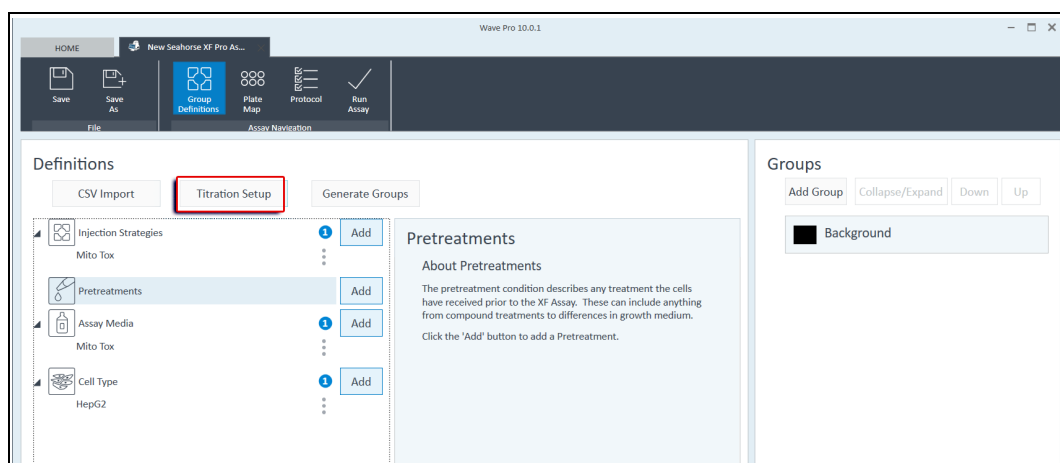 Wave Pro 10.0.1
HOME
New Seahorse XF Pro As...
Save
Save As
Group Definitions
Plate Map
Protocol
Run Assay
File
Assay Navigation
Definitions
CSV Import
Titration Setup
Generate Groups
Injection Strategies
1
Add
Mito Tox
Pretreatments
Add
Assay Media
1
Add
Mito Tox
Cell Type
1
Add
HepG2
Pretreatments
About Pretreatments
The pretreatment condition describes any treatment the cells
have received prior to the XF Assay. These can include anything
from compound treatments to differences in growth medium.
Click the 'Add' button to add a Pretreatment.
Groups
Add Group
Collapse/Expand
Down
Up
Background